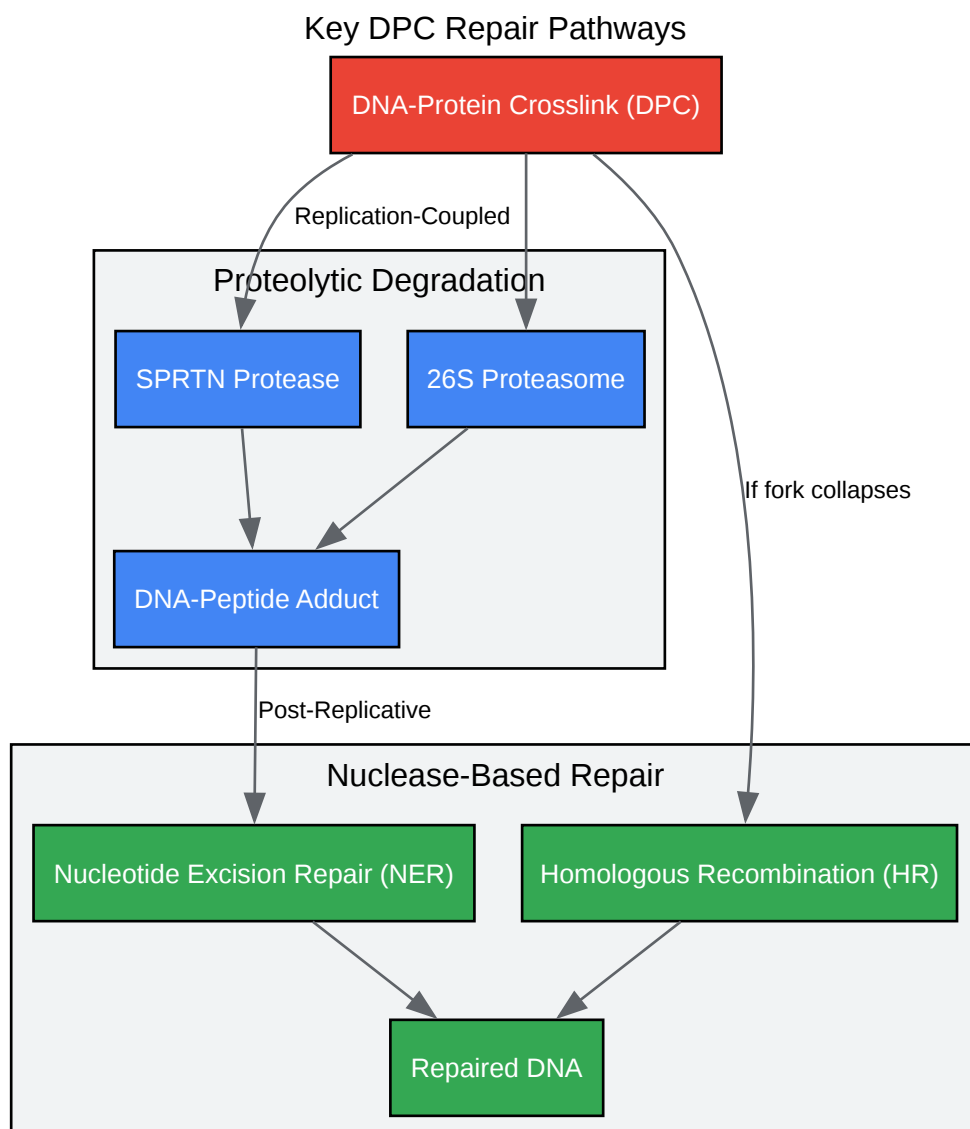 Key DPC Repair Pathways
DNA-Protein Crosslink (DPC)
Replication-Coupled
Proteolytic Degradation
SPRTN Protease
26S Proteasome
If fork collapses
DNA-Peptide Adduct
Post-Replicative
Nuclease-Based Repair
Nucleotide Excision Repair (NER)
Homologous Recombination (HR)
Repaired DNA